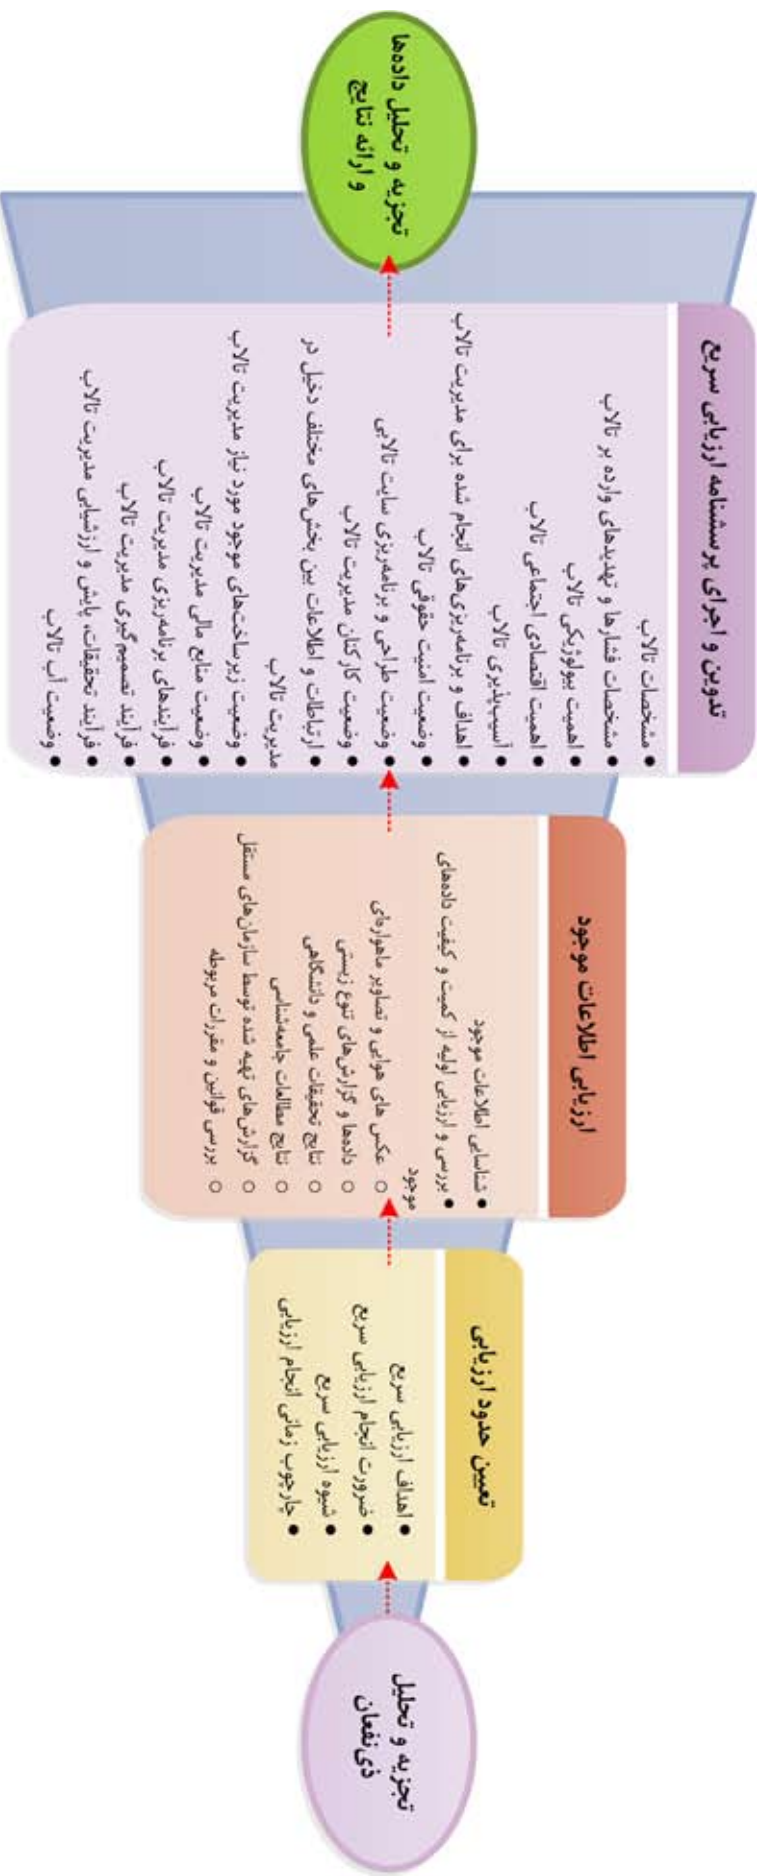 تجزیه و تحلیل
ذی‌نفعان
تعیین حدود ارزیابی
● اهداف ارزیابی سریع
● ضرورت انجام ارزیابی سریع
● شیوه ارزیابی سریع
● چارچوب زمانی انجام ارزیابی
ارزیابی اطلاعات موجود
● شناسایی اطلاعات موجود
● بررسی و ارزیابی اولیه از کمیت و کیفیت داده‌های
موجود
○ عکس های هوایی و تصاویر ماهواره‌ای
○ داده‌ها و گزارش‌های تنوع زیستی
○ نتایج تحقیقات علمی و دانشگاهی
○ نتایج مطالعات جامعه‌شناسی
○ گزارش‌های تهیه شده توسط سازمان‌های مستقل
○ بررسی قوانین و مقررات مربوطه
تدوین و اجرای پرسشنامه ارزیابی سریع
● مشخصات تالاب
● مشخصات فشارها و تهدیدهای وارده بر تالاب
● اهمیت بیولوژیکی تالاب
● اهمیت اقتصادی اجتماعی تالاب
● آسیب‌پذیری تالاب
● اهداف و برنامه‌ریزی‌های انجام شده برای مدیریت تالاب
● وضعیت امنیت حقوقی تالاب
● وضعیت طراحی و برنامه‌ریزی سایت تالابی
● وضعیت کارکنان مدیریت تالاب
● ارتباطات و اطلاعات بین بخش‌های مختلف دخیل در
مدیریت تالاب
● وضعیت زیرساخت‌های موجود مورد نیاز مدیریت تالاب
● وضعیت منابع مالی مدیریت تالاب
● فرآیندهای برنامه‌ریزی مدیریت تالاب
● فرآیند تصمیم‌گیری مدیریت تالاب
● فرآیند تحقیقات، پایش و ارزشیابی مدیریت تالاب
● وضعیت آب تالاب
تجزیه و تحلیل داده‌ها
و ارائه نتایج